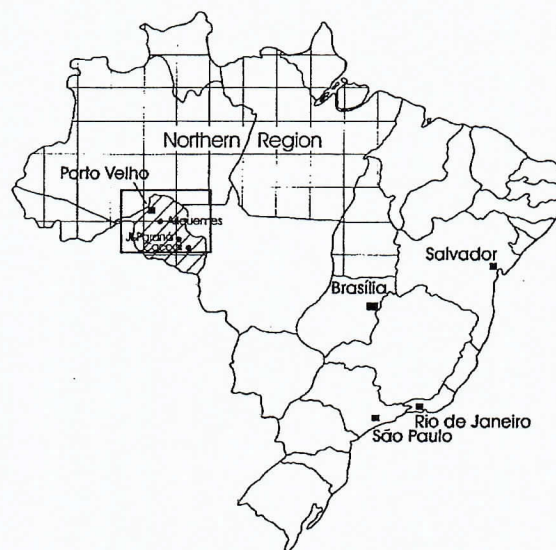 Northern Region
Porto Velho
Ariquemes
Ji-Paraná
Cacoal
Salvador
Brasília
Rio de Janeiro
São Paulo